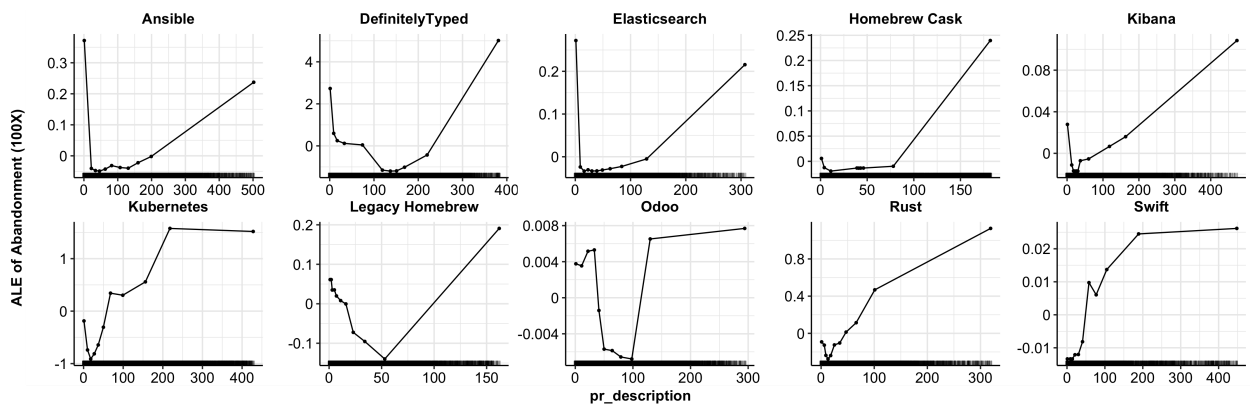 Ansible DefinitelyTyped Elasticsearch Homebrew Cask Kibana
0.3 0.2 0.1 0
4 2 0
0.2 0.1 0
0.25 0.2 0.15 0.1 0.05 0
0.08 0.04 0
0 100 200 300 400 500
0 100 200 300 400
0 100 200 300
0 50 100 150
0 100 200 300 400
Kubernetes Legacy Homebrew Odoo Rust Swift
1 0 -1
0.2 0.1 0 -0.1
0.008 0.004 0 -0.004
0.8 0.4 0
0.02 0.01 0 -0.01
0 100 200 300 400
0 50 100 150
0 100 200 300
0 100 200 300
0 100 200 300 400
ALE of Abandonment (100X)
pr_description